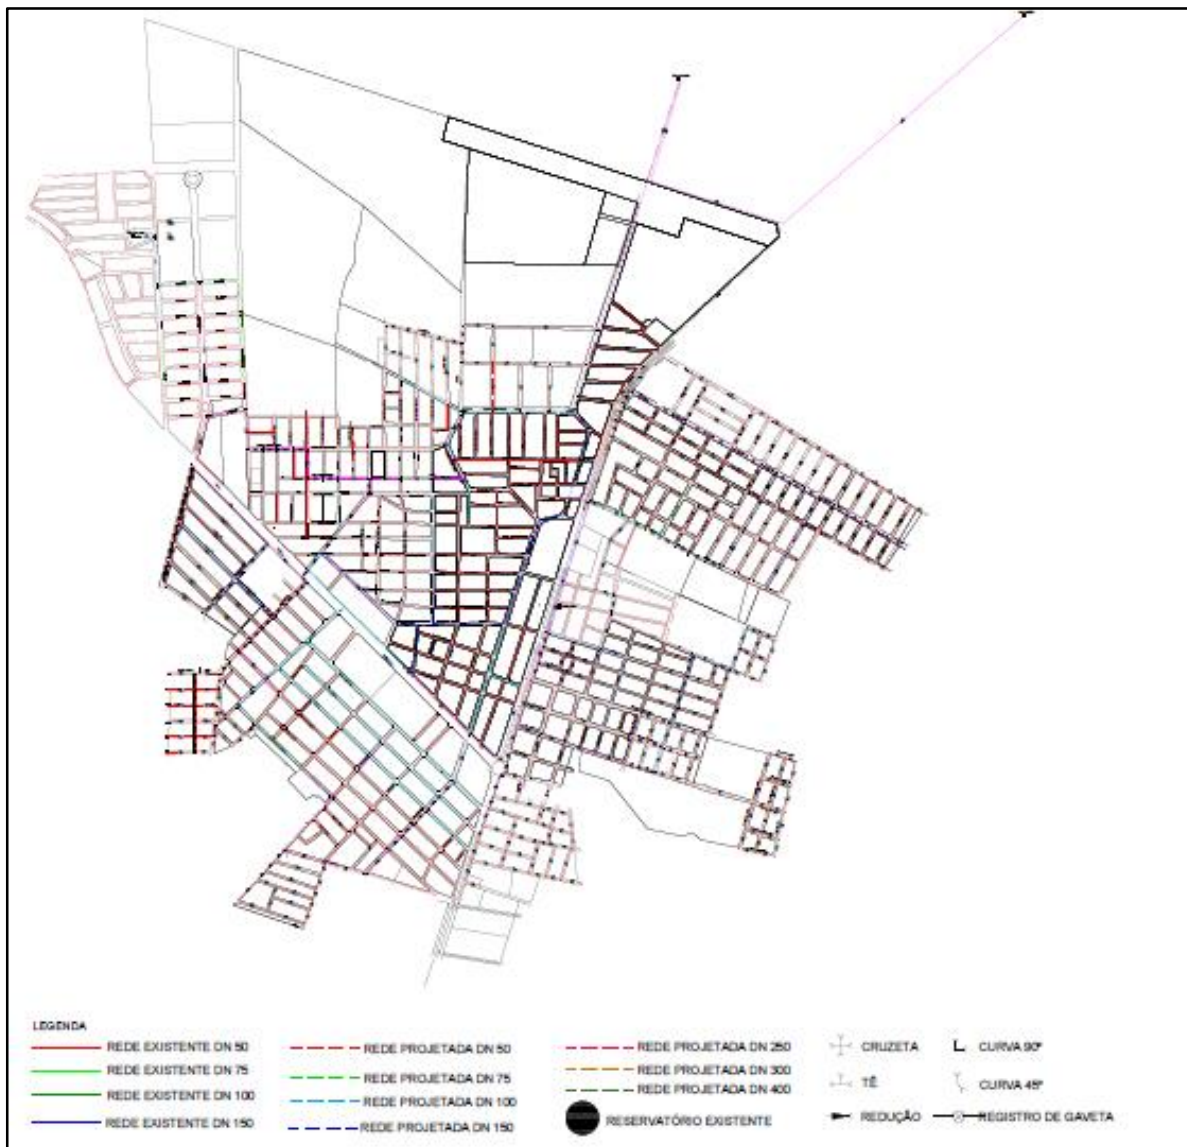 LEGENDA
REDE EXISTENTE DN 50
REDE EXISTENTE DN 75
REDE EXISTENTE DN 100
REDE EXISTENTE DN 150
REDE PROJETADA DN 50
REDE PROJETADA DN 75
REDE PROJETADA DN 100
REDE PROJETADA DN 150
REDE PROJETADA DN 250
REDE PROJETADA DN 300
REDE PROJETADA DN 400
RESERVATÓRIO EXISTENTE
CRUZETA
TÊ
REDUÇÃO
CURVA 90º
CURVA 45º
REGISTRO DE GAVETA